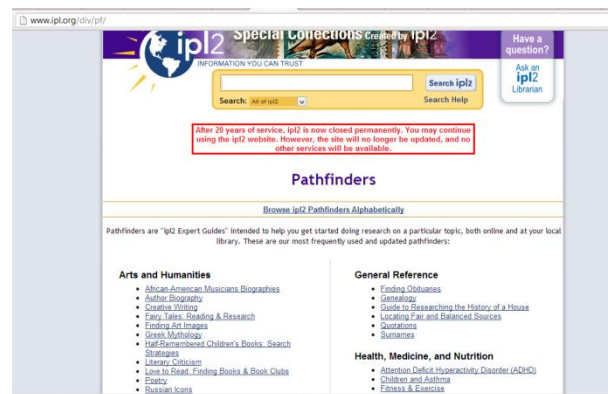 www.ipl.org/div/pf/
ipl2
Special Collections Created by ipl2
INFORMATION YOU CAN TRUST
Have a
question?
Ask an
ipl2
Librarian
Search ipl2
Search: All of ipl2
Search Help
After 20 years of service, ipl2 is now closed permanently. You may continue
using the ipl2 website. However, the site will no longer be updated, and no
other services will be available.
Pathfinders
Browse ipl2 Pathfinders Alphabetically
Pathfinders are "ipl2 Expert Guides" intended to help you get started doing research on a particular topic, both online and at your local
library. These are our most frequently used and updated pathfinders:
Arts and Humanities
African-American Musicians Biographies
Author Biography
Creative Writing
Fairy Tales: Reading & Research
Finding Art Images
Greek Mythology
Half-Remembered Children's Books: Search
Strategies
Literary Criticism
Love to Read: Finding Books & Book Clubs
Poetry
Russian Icons
General Reference
Finding Obituaries
Genealogy
Guide to Researching the History of a House
Locating Fair and Balanced Sources
Quotations
Surnames
Health, Medicine, and Nutrition
Attention Deficit Hyperactivity Disorder (ADHD)
Children and Asthma
Fitness & Exercise